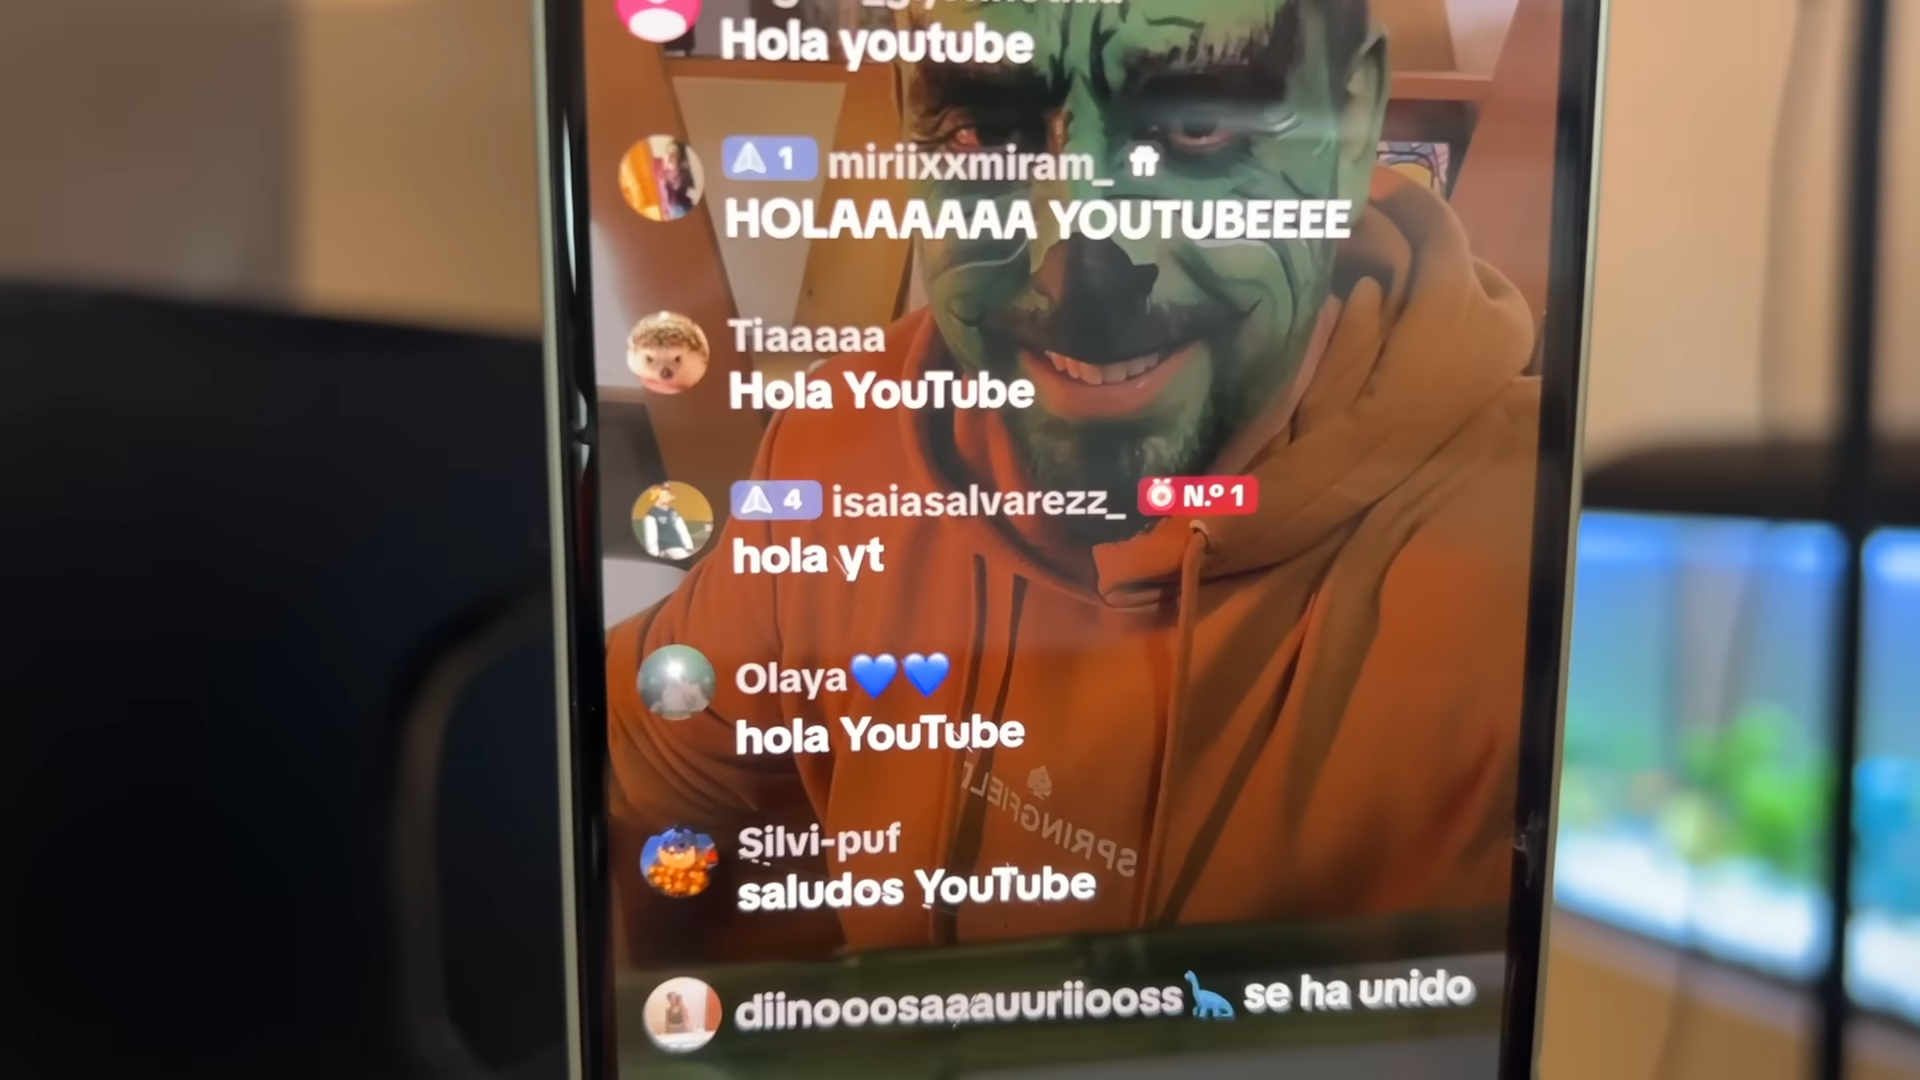 Hola youtube
1 miriixxmiram_
HOLAAAAAA YOUTUBEEEE
Tiaaaaa
Hola YouTube
4 isaiasalvarezz_ N.º 1
hola yt
Olaya💙💙
hola YouTube
SPRINGFIELD
Silvi-puf
saludos YouTube
diinooosaaauuriiooss🦕 se ha unido